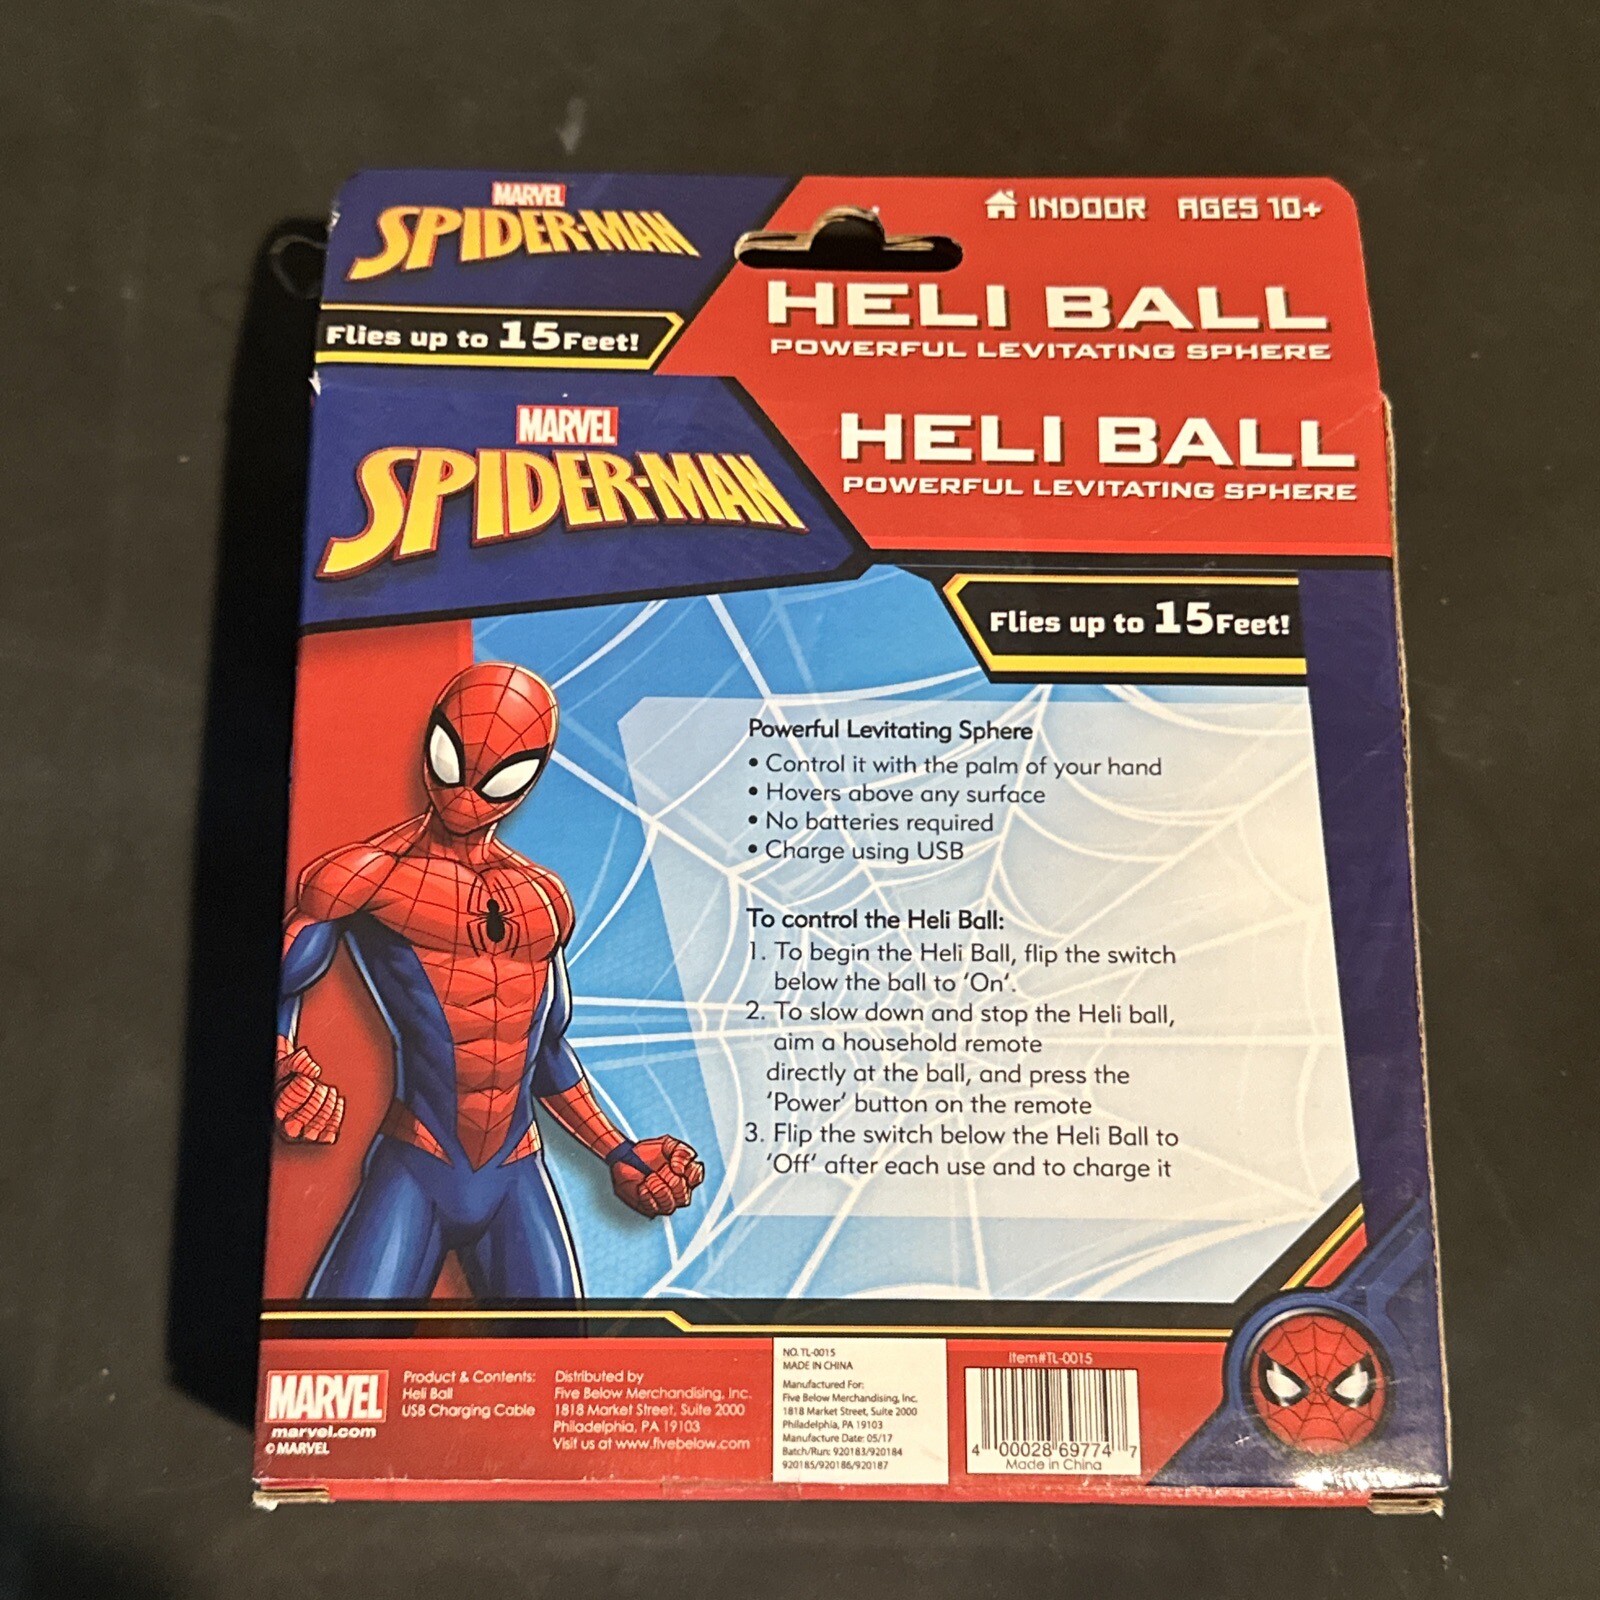 MARVEL
SPIDER-MAN
INDOOR AGES 10+
HELI BALL
POWERFUL LEVITATING SPHERE
Flies up to 15 Feet!
MARVEL
SPIDER-MAN
HELI BALL
POWERFUL LEVITATING SPHERE
Flies up to 15 Feet!
Powerful Levitating Sphere
• Control it with the palm of your hand
• Hovers above any surface
• No batteries required
• Charge using USB
To control the Heli Ball:
1. To begin the Heli Ball, flip the switch
below the ball to 'On'.
2. To slow down and stop the Heli ball,
aim a household remote
directly at the ball, and press the
'Power' button on the remote
3. Flip the switch below the Heli Ball to
'Off' after each use and to charge it
MARVEL
marvel.com
© MARVEL
Product & Contents:
Heli Ball
USB Charging Cable
Distributed by
Five Below Merchandising, Inc.
1818 Market Street, Suite 2000
Philadelphia, PA 19103
Visit us at www.fivebelow.com
NO. TL-0015
MADE IN CHINA
Manufactured For:
Five Below Merchandising, Inc.
1818 Market Street, Suite 2000
Philadelphia, PA 19103
Manufacture Date: 05/17
Batch/Run: 920183/920184
920185/920186/920187
Item#TL-0015
4 00028 69774 7
Made in China